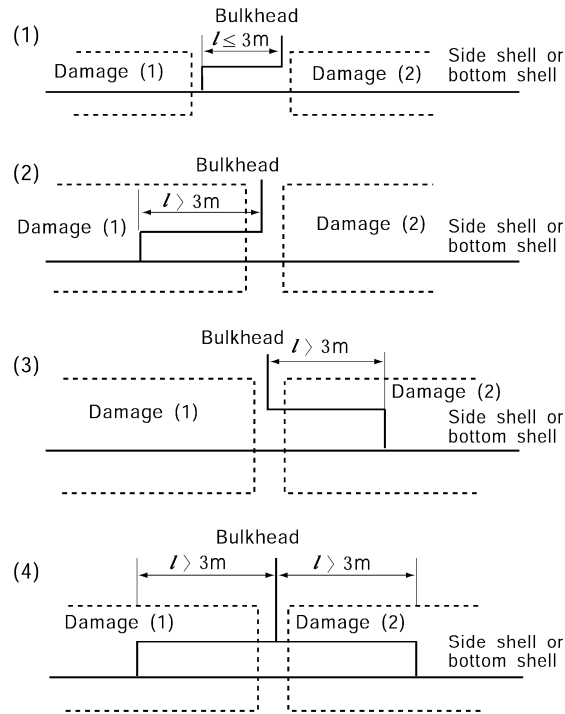 Bulkhead
(1)
l ≤ 3m
Side shell or
bottom shell
Damage (1)
Damage (2)
Bulkhead
(2)
l 〉 3m
Damage (1)
Damage (2)
Side shell or
bottom shell
Bulkhead
l 〉 3m
(3)
Damage (2)
Damage (1)
Side shell or
bottom shell
Bulkhead
(4)
l 〉 3m
l 〉 3m
Damage (1)
Damage (2)
Side shell or
bottom shell